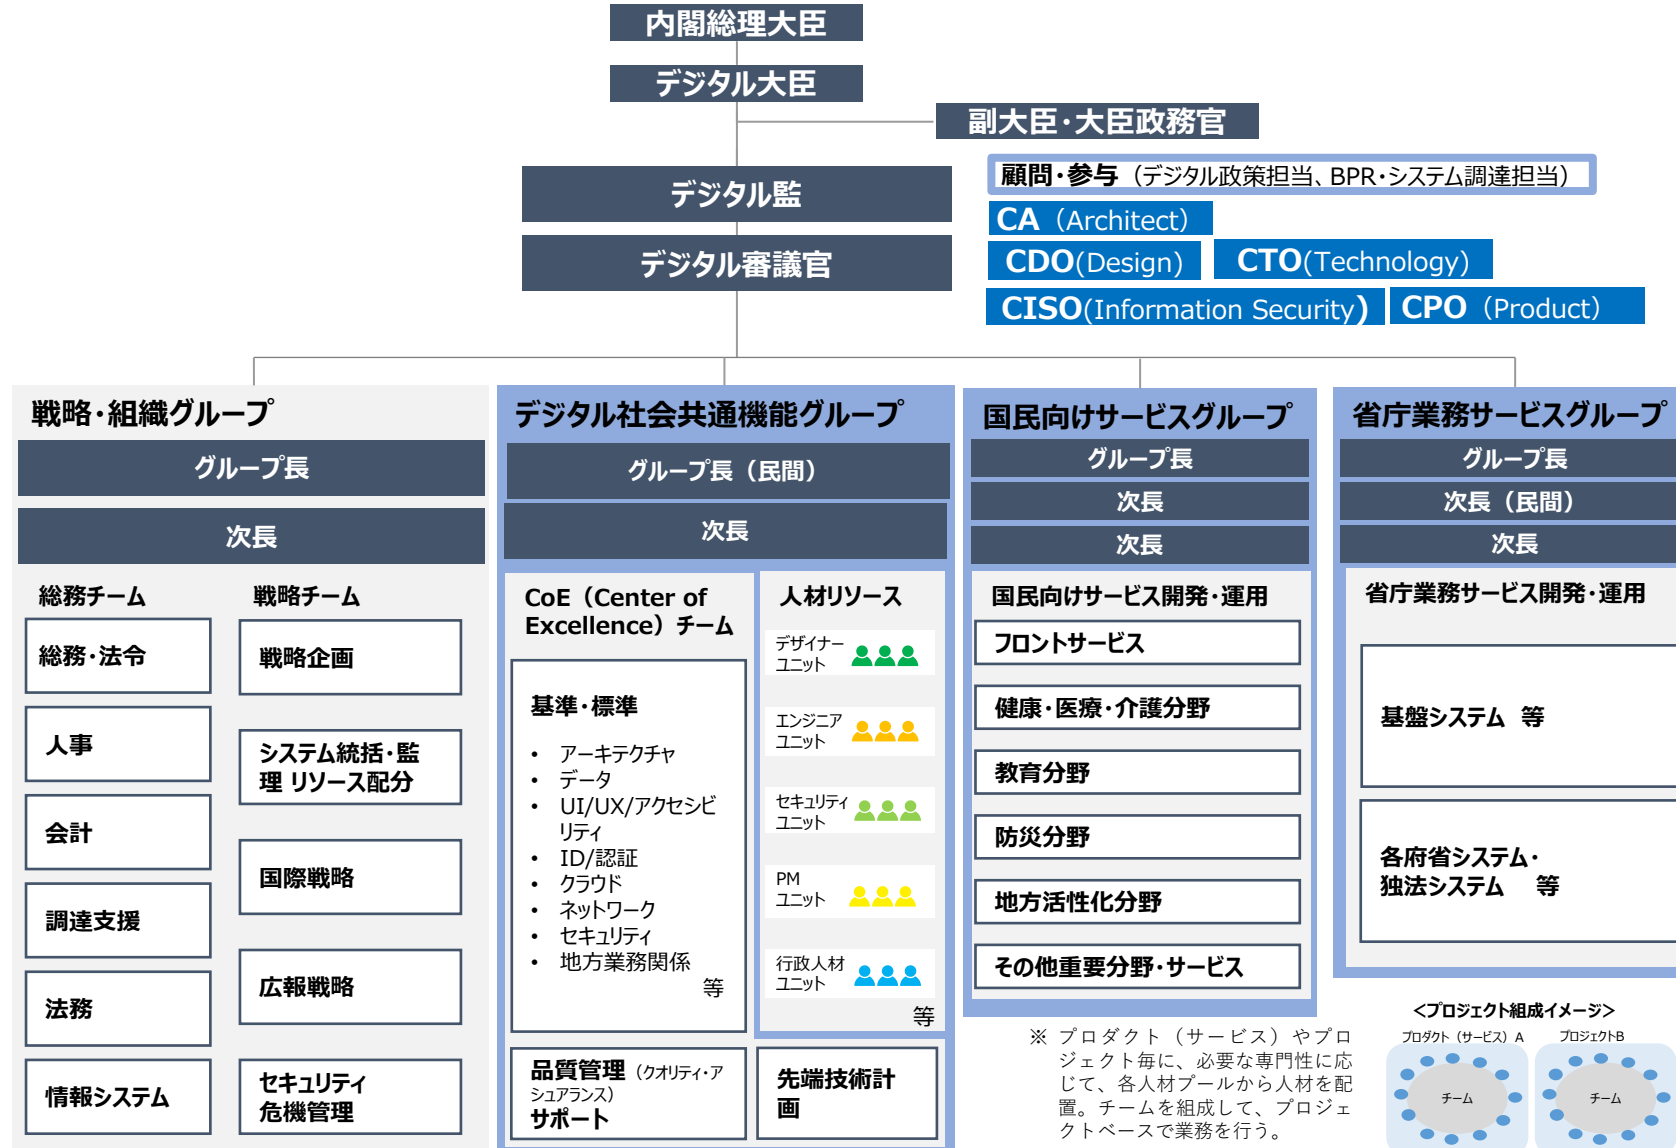 内閣総理大臣
デジタル大臣
副大臣・大臣政務官
デジタル監
デジタル審議官
顧問・参与（デジタル政策担当、BPR・システム調達担当）
CA（Architect）
CDO(Design)
CTO(Technology)
CISO(Information Security)
CPO（Product）
戦略・組織グループ
グループ長
次長
総務チーム
総務・法令
人事
会計
調達支援
法務
情報システム
戦略チーム
戦略企画
システム統括・監
理 リソース配分
国際戦略
広報戦略
セキュリティ
危機管理
デジタル社会共通機能グループ
グループ長（民間）
次長
CoE（Center of
Excellence）チーム
基準・標準
• アーキテクチャ
• データ
• UI/UX/アクセシビ
リティ
• ID/認証
• クラウド
• ネットワーク
• セキュリティ
• 地方業務関係
等
人材リソース
デザイナー
ユニット
エンジニア
ユニット
セキュリティ
ユニット
PM
ユニット
行政人材
ユニット
等
品質管理（クオリティ・ア
シュアランス）
サポート
先端技術計
画
国民向けサービスグループ
グループ長
次長
次長
国民向けサービス開発・運用
フロントサービス
健康・医療・介護分野
教育分野
防災分野
地方活性化分野
その他重要分野・サービス
省庁業務サービスグループ
グループ長
次長（民間）
次長
省庁業務サービス開発・運用
基盤システム 等
各府省システム・
独法システム 等
※ プロダクト（サービス）やプロ
ジェクト毎に、必要な専門性に応
じて、各人材プールから人材を配
置。チームを組成して、プロジェ
クトベースで業務を行う。
＜プロジェクト組成イメージ＞
プロダクト（サービス）A
プロジェクトB
チーム
チーム